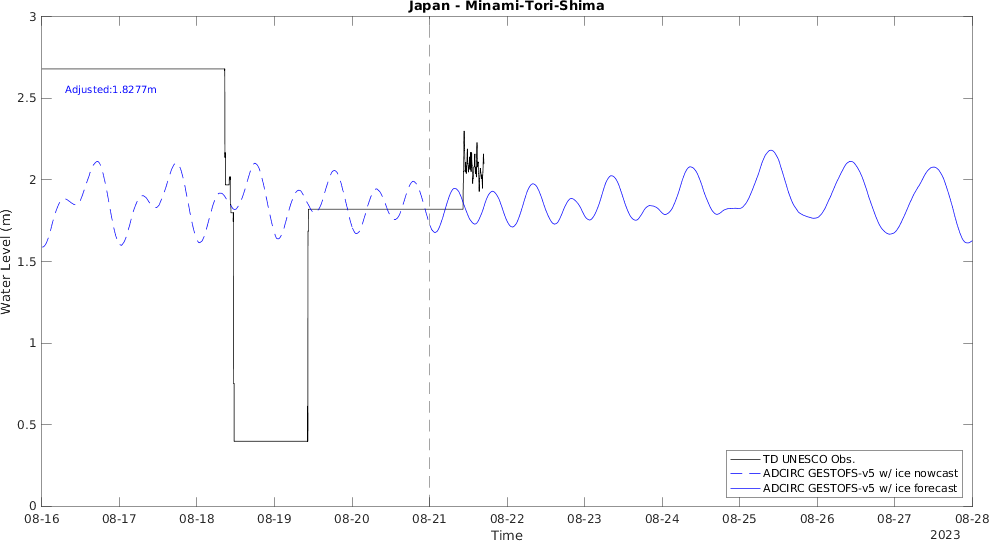 Japan - Minami-Tori-Shima
Water Level (m)
3
2.5
2
1.5
1
0.5
0
Adjusted:1.8277m
TD UNESCO Obs.
ADCIRC GESTOFS-v5 w/ ice nowcast
ADCIRC GESTOFS-v5 w/ ice forecast
08-16 08-17 08-18 08-19 08-20 08-21 08-22 08-23 08-24 08-25 08-26 08-27 08-28
Time
2023